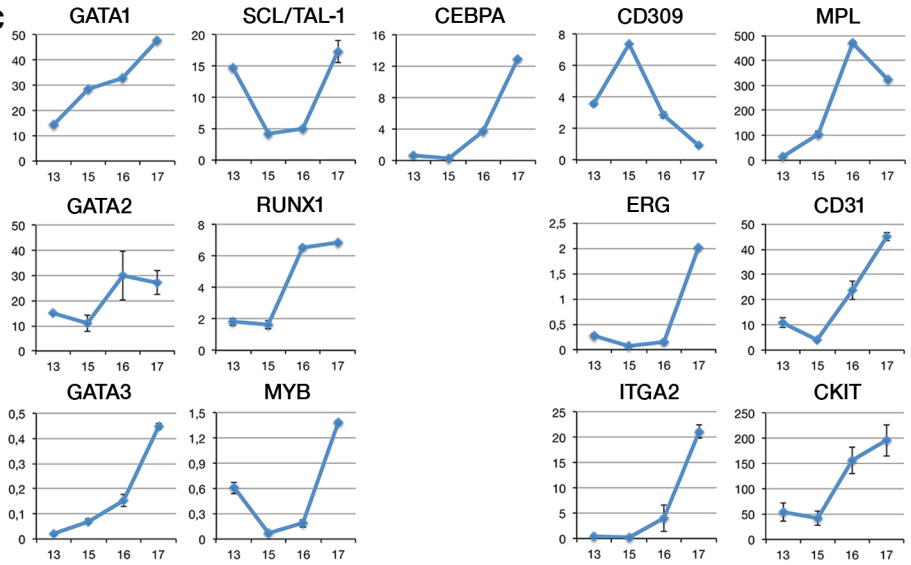 C
GATA1
50
40
30
20
10
0
13 15 16 17
SCL/TAL-1
20
15
10
5
0
13 15 16 17
CEBPA
16
12
8
4
0
13 15 16 17
CD309
8
6
4
2
0
13 15 16 17
MPL
500
400
300
200
100
0
13 15 16 17
GATA2
50
40
30
20
10
0
13 15 16 17
RUNX1
8
6
4
2
0
13 15 16 17
ERG
2,5
2
1,5
1
0,5
0
13 15 16 17
CD31
50
40
30
20
10
0
13 15 16 17
GATA3
0,5
0,4
0,3
0,2
0,1
0
13 15 16 17
MYB
1,5
1,2
0,9
0,6
0,3
0
13 15 16 17
ITGA2
25
20
15
10
5
0
13 15 16 17
CKIT
250
200
150
100
50
0
13 15 16 17